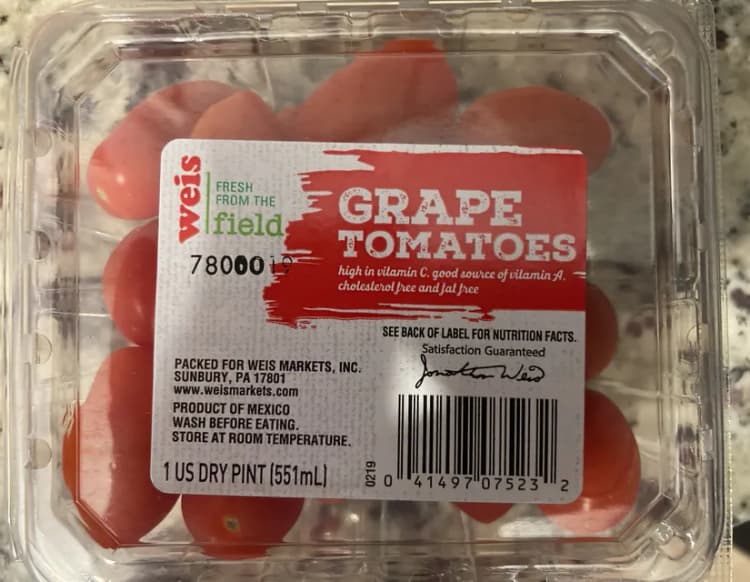 weis
FRESH
FROM THE
field
GRAPE
TOMATOES
high in vitamin C, good source of vitamin A,
cholesterol free and fat free
SEE BACK OF LABEL FOR NUTRITION FACTS.
Satisfaction Guaranteed
Jonathan Weis
PACKED FOR WEIS MARKETS, INC.
SUNBURY, PA 17801
www.weismarkets.com
PRODUCT OF MEXICO
WASH BEFORE EATING.
STORE AT ROOM TEMPERATURE.
1 US DRY PINT (551mL)
0219
0 41497 07523 2